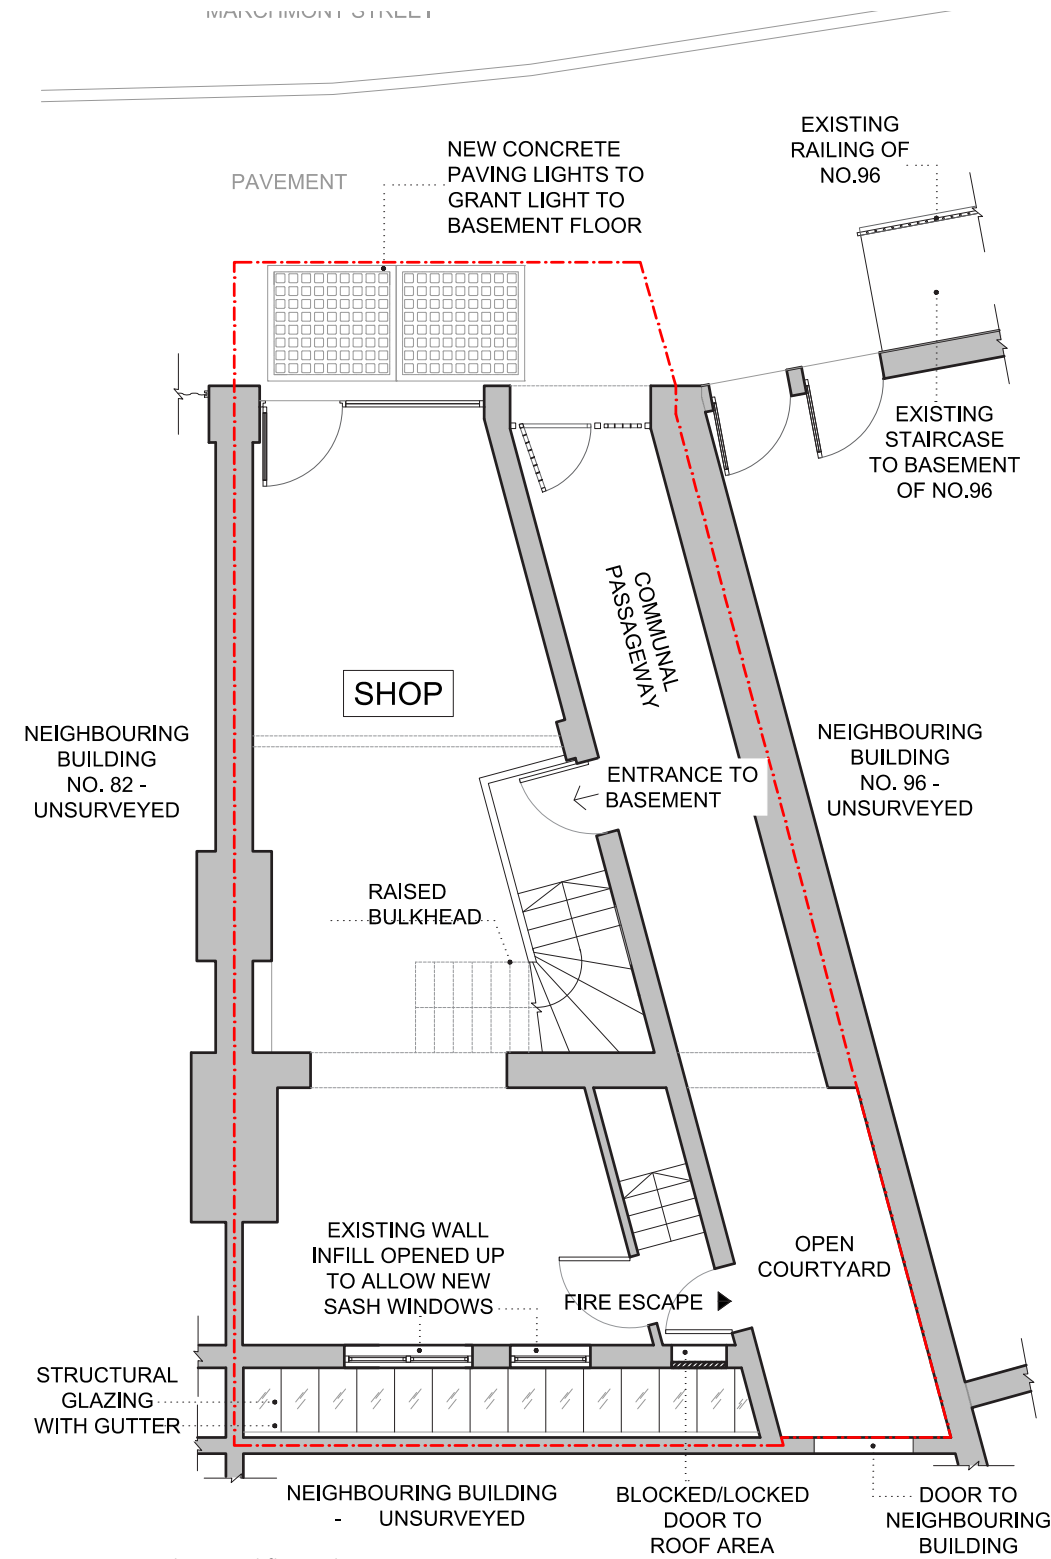 MARCHMONT STREET
PAVEMENT
NEW CONCRETE
PAVING LIGHTS TO
GRANT LIGHT TO
BASEMENT FLOOR
EXISTING
RAILING OF
NO.96
EXISTING
STAIRCASE
TO BASEMENT
OF NO.96
COMMUNAL
PASSAGEWAY
SHOP
NEIGHBOURING
BUILDING
NO. 82 -
UNSURVEYED
NEIGHBOURING
BUILDING
NO. 96 -
UNSURVEYED
ENTRANCE TO
BASEMENT
RAISED
BULKHEAD
EXISTING WALL
INFILL OPENED UP
TO ALLOW NEW
SASH WINDOWS
FIRE ESCAPE
OPEN
COURTYARD
STRUCTURAL
GLAZING
WITH GUTTER
NEIGHBOURING BUILDING
- UNSURVEYED
BLOCKED/LOCKED
DOOR TO
ROOF AREA
DOOR TO
NEIGHBOURING
BUILDING